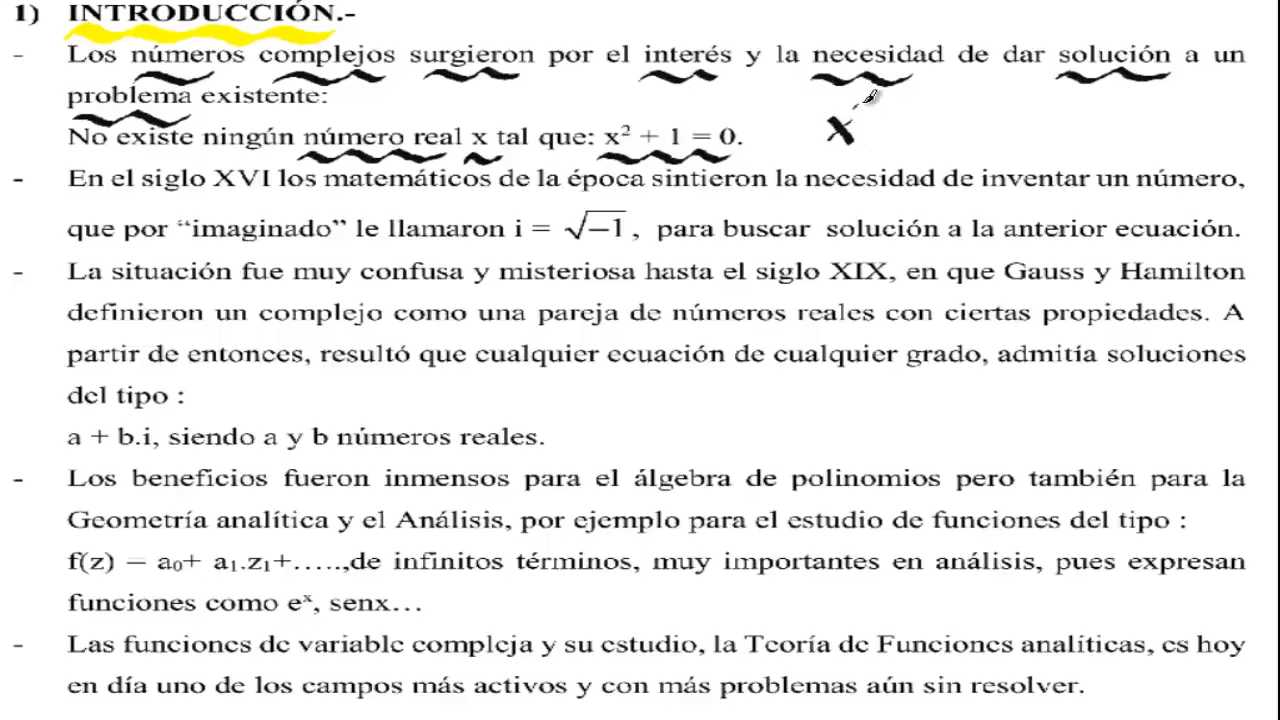 1) INTRODUCCIÓN.-
- Los números complejos surgieron por el interés y la necesidad de dar solución a un
problema existente:
No existe ningún número real x tal que: x² + 1 = 0.
x
- En el siglo XVI los matemáticos de la época sintieron la necesidad de inventar un número,
que por “imaginado” le llamaron i = √−1, para buscar solución a la anterior ecuación.
- La situación fue muy confusa y misteriosa hasta el siglo XIX, en que Gauss y Hamilton
definieron un complejo como una pareja de números reales con ciertas propiedades. A
partir de entonces, resultó que cualquier ecuación de cualquier grado, admitía soluciones
del tipo :
a + b.i, siendo a y b números reales.
- Los beneficios fueron inmensos para el álgebra de polinomios pero también para la
Geometría analítica y el Análisis, por ejemplo para el estudio de funciones del tipo :
f(z) = a₀+ a₁.z₁+.....,de infinitos términos, muy importantes en análisis, pues expresan
funciones como eˣ, senx…
- Las funciones de variable compleja y su estudio, la Teoría de Funciones analíticas, es hoy
en día uno de los campos más activos y con más problemas aún sin resolver.